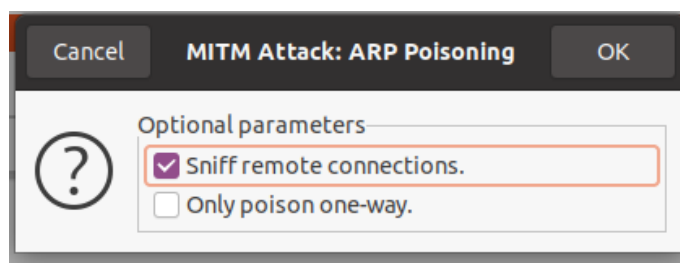 Cancel MITM Attack: ARP Poisoning OK
Optional parameters
Sniff remote connections.
Only poison one-way.